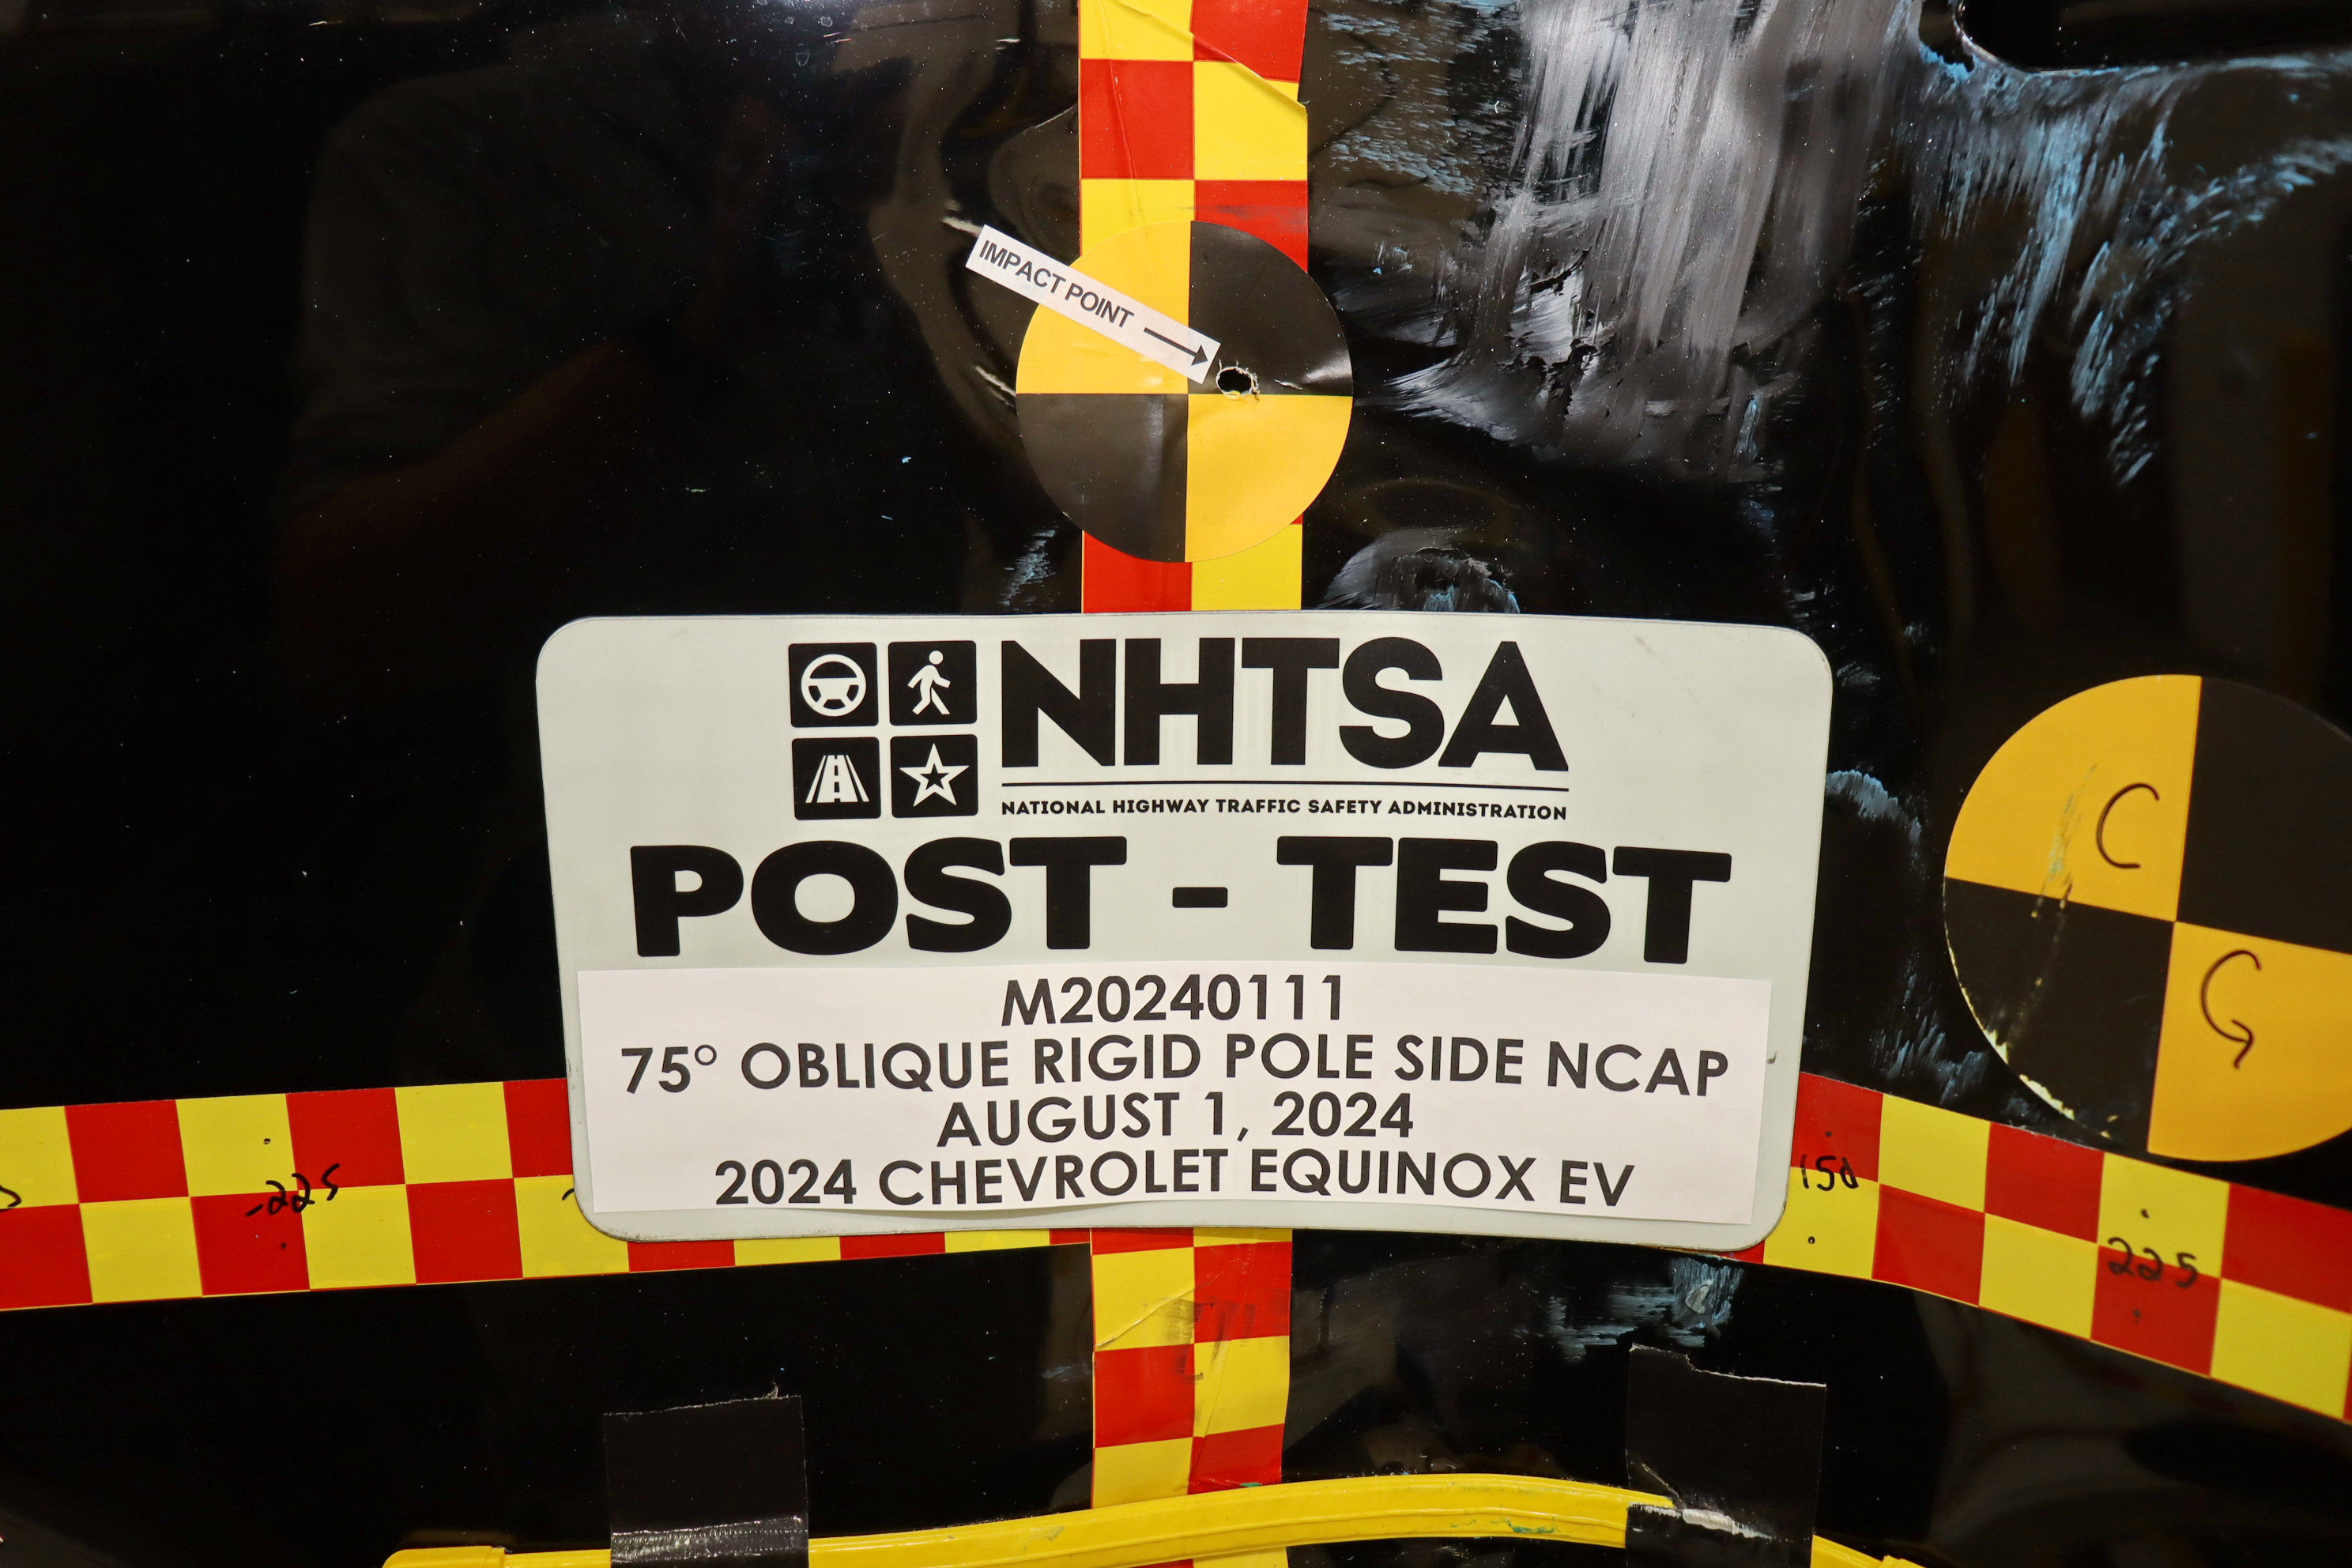 IMPACT POINT
NHTSA
NATIONAL HIGHWAY TRAFFIC SAFETY ADMINISTRATION
POST - TEST
M20240111
75° OBLIQUE RIGID POLE SIDE NCAP
AUGUST 1, 2024
2024 CHEVROLET EQUINOX EV
C
G
-225
150
225